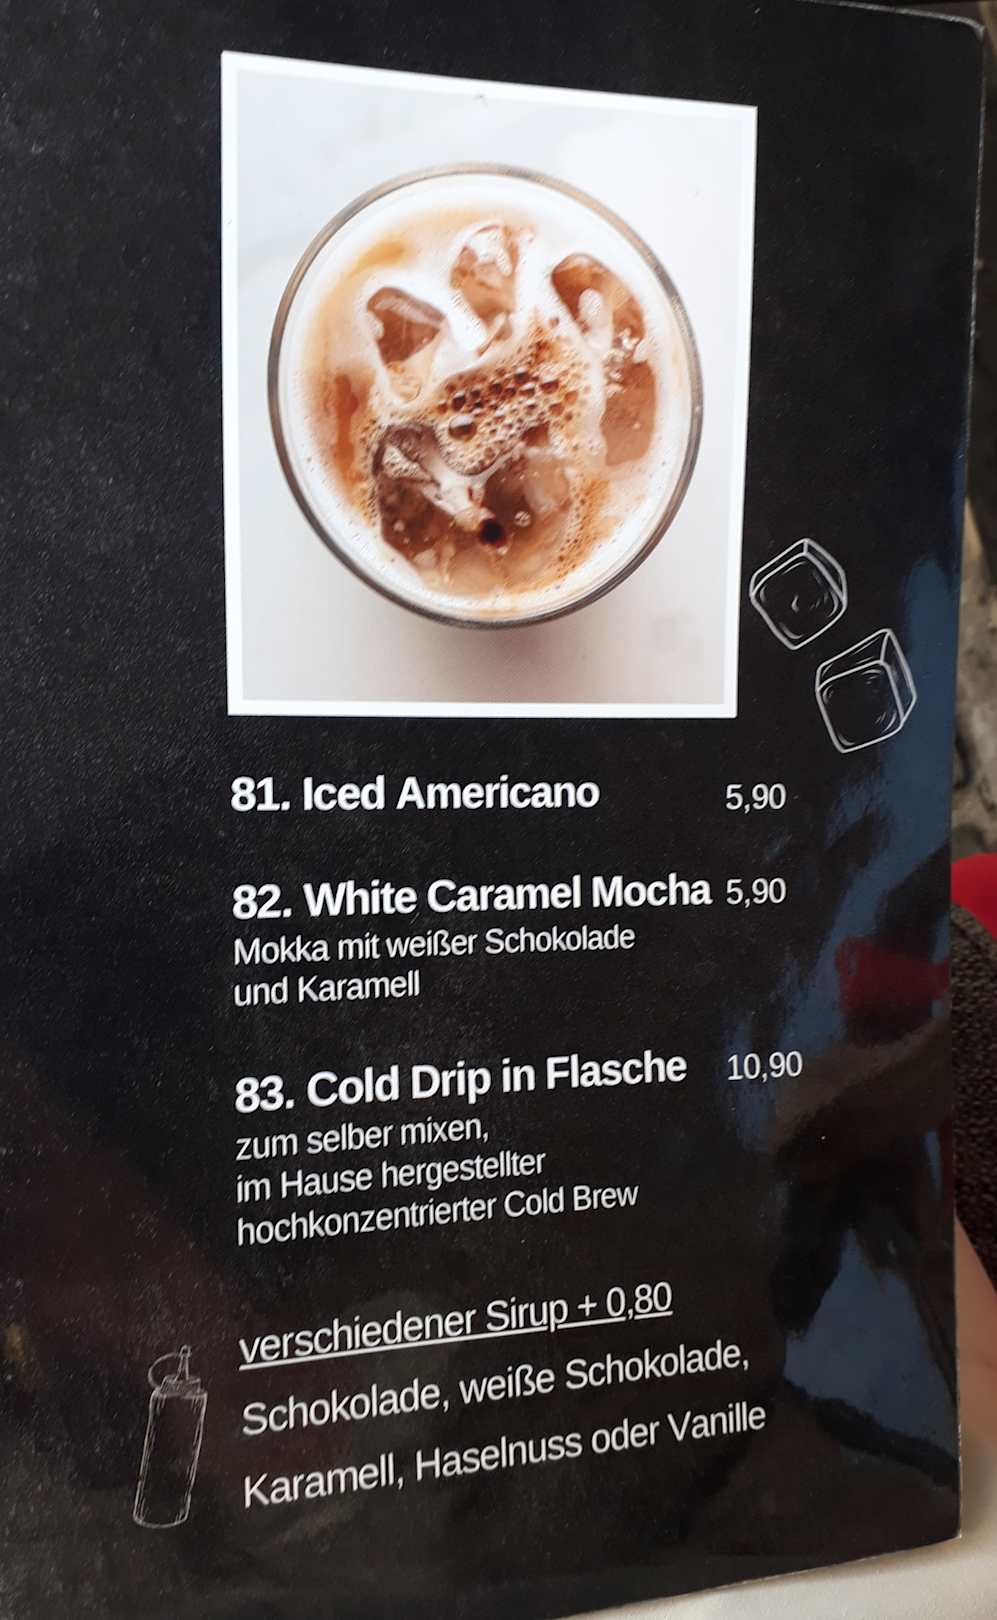 81. Iced Americano 5,90
82. White Caramel Mocha 5,90
Mokka mit weißer Schokolade
und Karamell
83. Cold Drip in Flasche 10,90
zum selber mixen,
im Hause hergestellter
hochkonzentrierter Cold Brew
verschiedener Sirup + 0,80
Schokolade, weiße Schokolade,
Karamell, Haselnuss oder Vanille